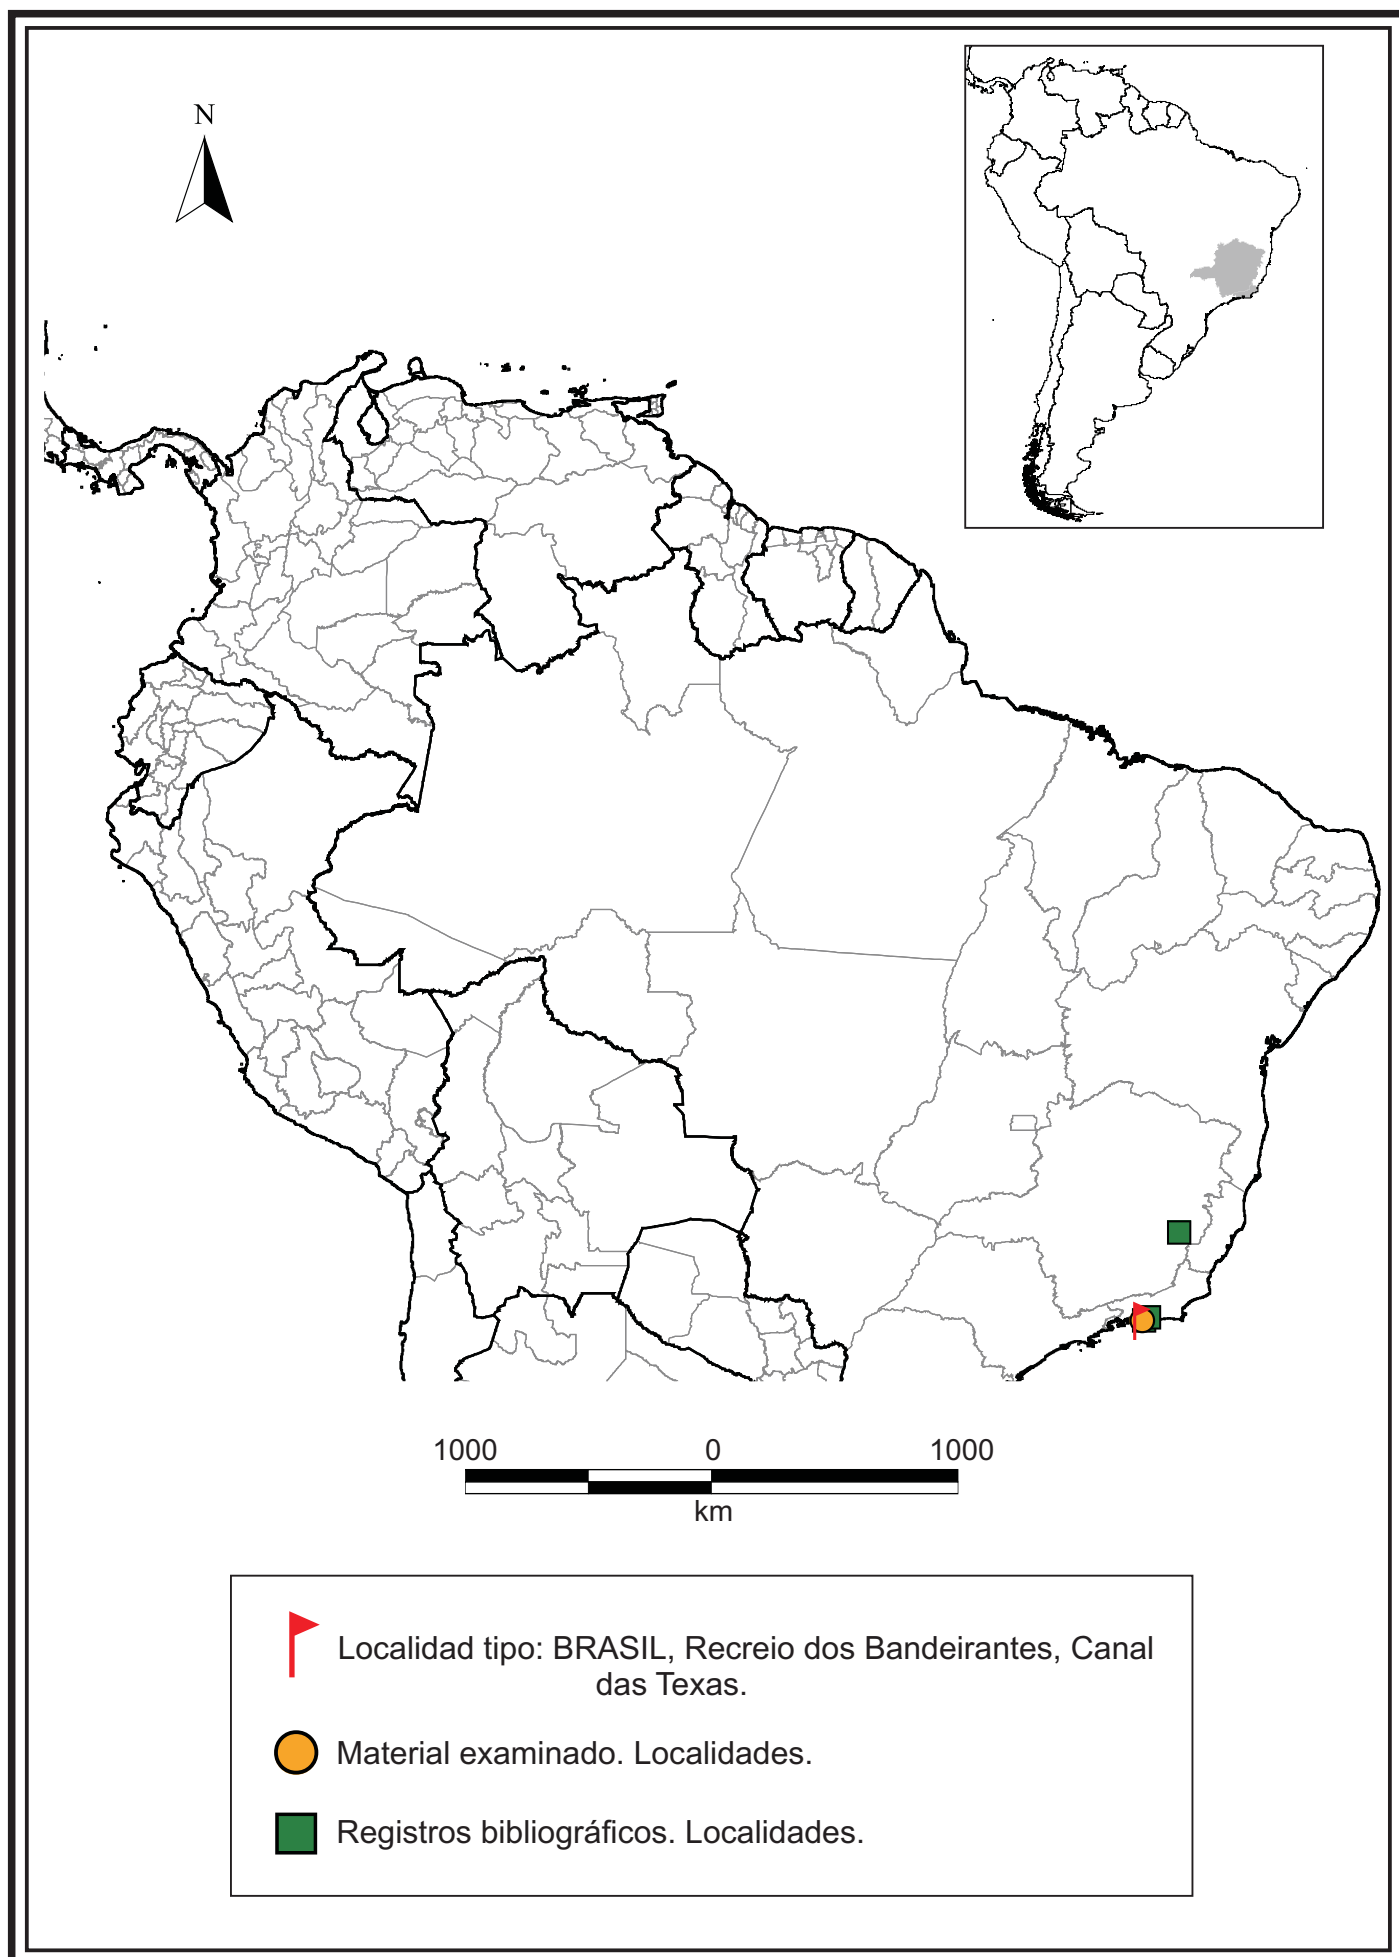 N
1000 0 1000
km
Localidad tipo: BRASIL, Recreio dos Bandeirantes, Canal
das Texas.
Material examinado. Localidades.
Registros bibliográficos. Localidades.